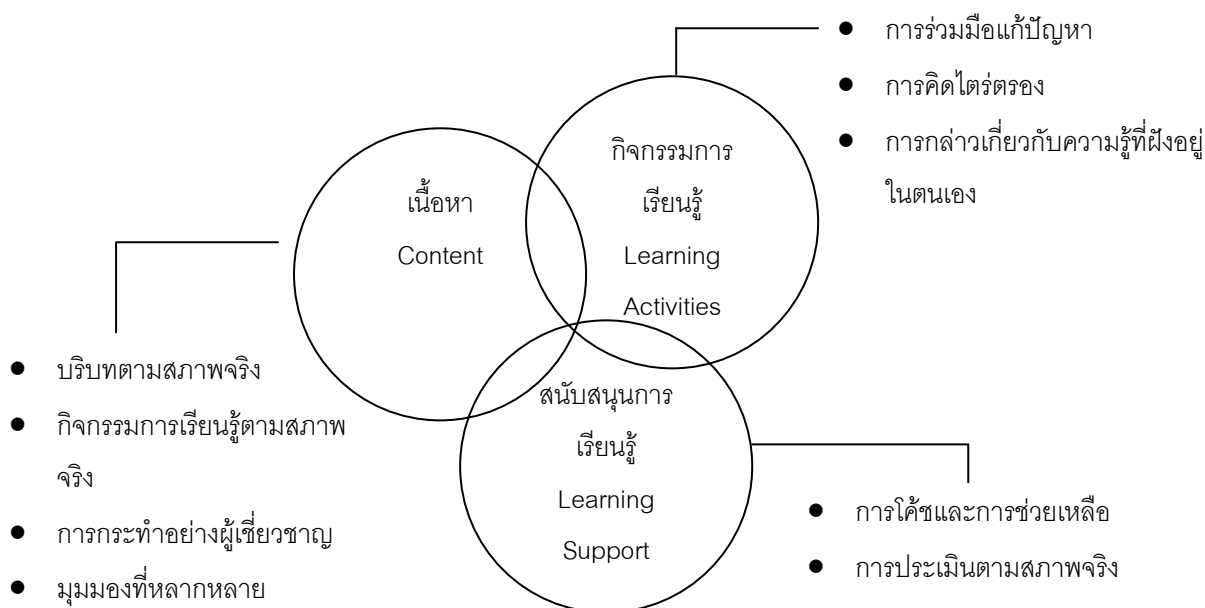 ● การร่วมมือแก้ปัญหา
● การคิดไตร่ตรอง
● การกล่าวเกี่ยวกับความรู้ที่ฝังอยู่
ในตนเอง
กิจกรรมการ
เรียนรู้
Learning
Activities
เนื้อหา
Content
● บริบทตามสภาพจริง
● กิจกรรมการเรียนรู้ตามสภาพ
จริง
● การกระทำอย่างผู้เชี่ยวชาญ
● มุมมองที่หลากหลาย
สนับสนุนการ
เรียนรู้
Learning
Support
● การโค้ชและการช่วยเหลือ
● การประเมินตามสภาพจริง